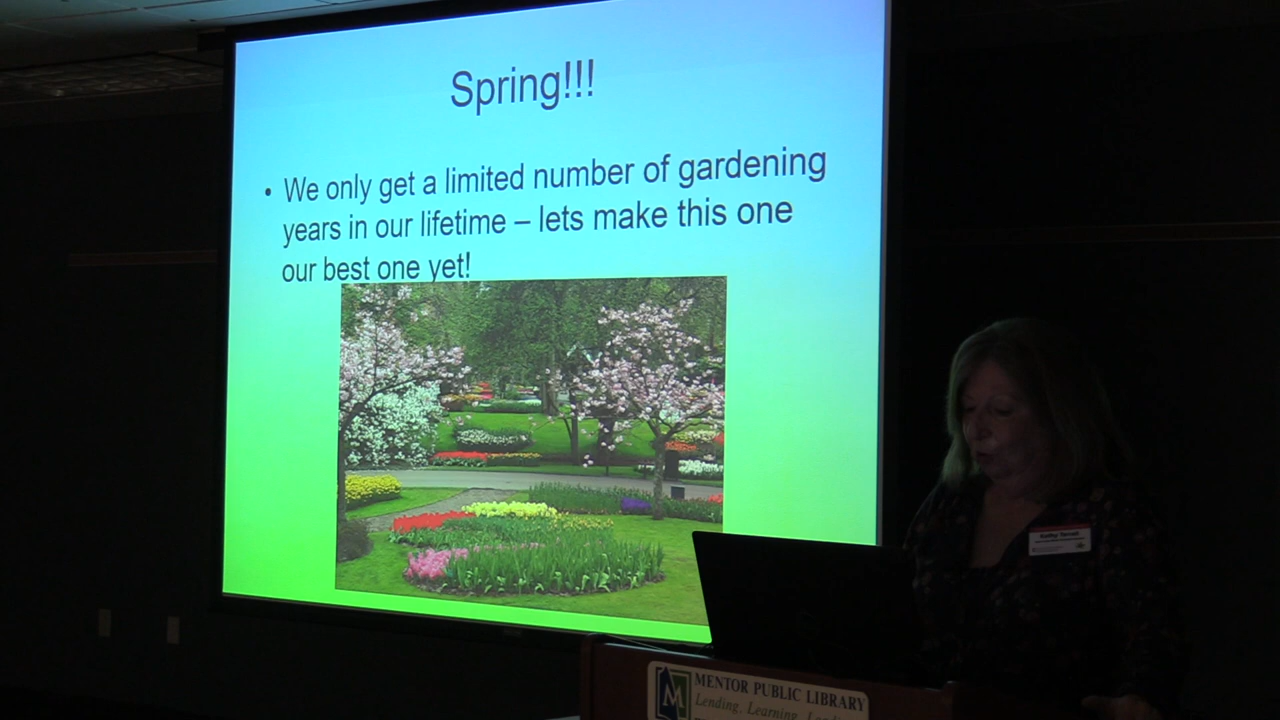 Spring!!!
• We only get a limited number of gardening
years in our lifetime – lets make this one
our best one yet!
Kathy
M MENTOR PUBLIC LIBRARY
Lending. Learning.